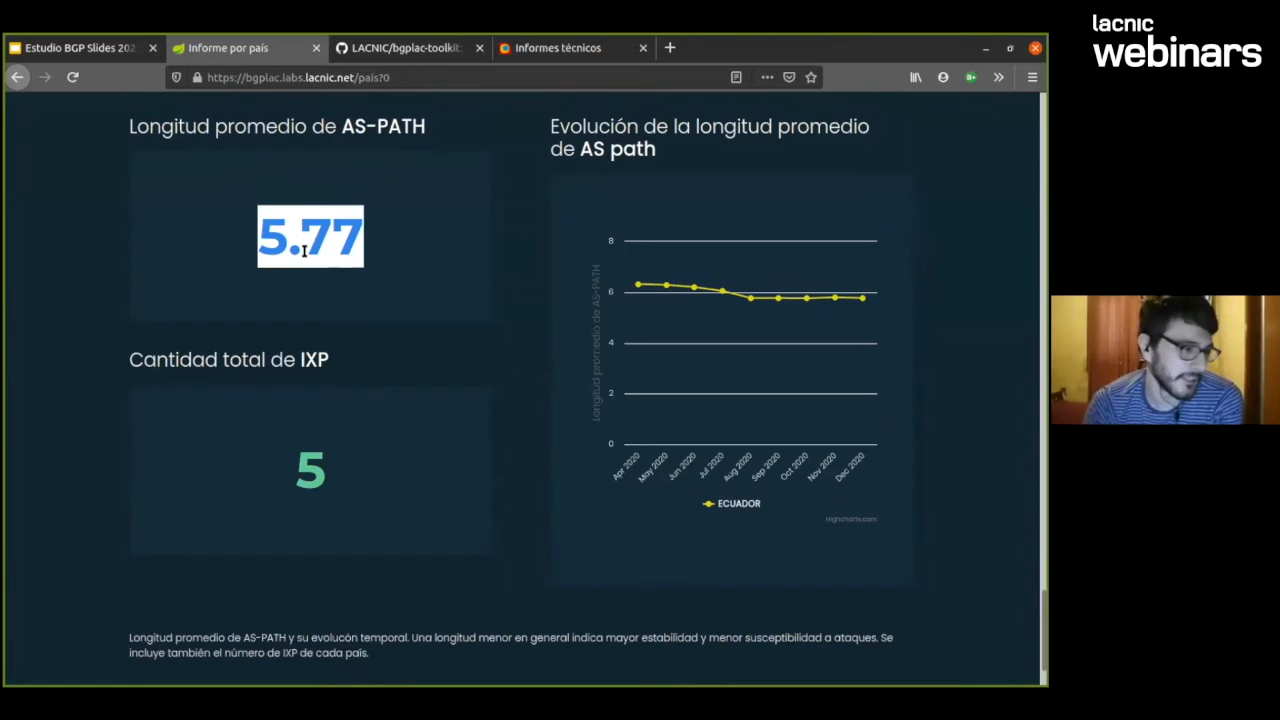 lacnic
webinars
Estudio BGP Slides 202
Informe por país
LACNIC/bgplac-toolkit
Informes técnicos
https://bgplac.labs.lacnic.net/pais?0
Longitud promedio de AS-PATH
5.77
Cantidad total de IXP
5
Evolución de la longitud promedio
de AS path
Longitud promedio de AS-PATH
8
6
4
2
0
Apr 2020
May 2020
Jun 2020
Jul 2020
Aug 2020
Sep 2020
Oct 2020
Nov 2020
Dec 2020
ECUADOR
Highcharts.com
Longitud promedio de AS-PATH y su evolucón temporal. Una longitud menor en general indica mayor estabilidad y menor susceptibilidad a ataques. Se
incluye también el número de IXP de cada país.